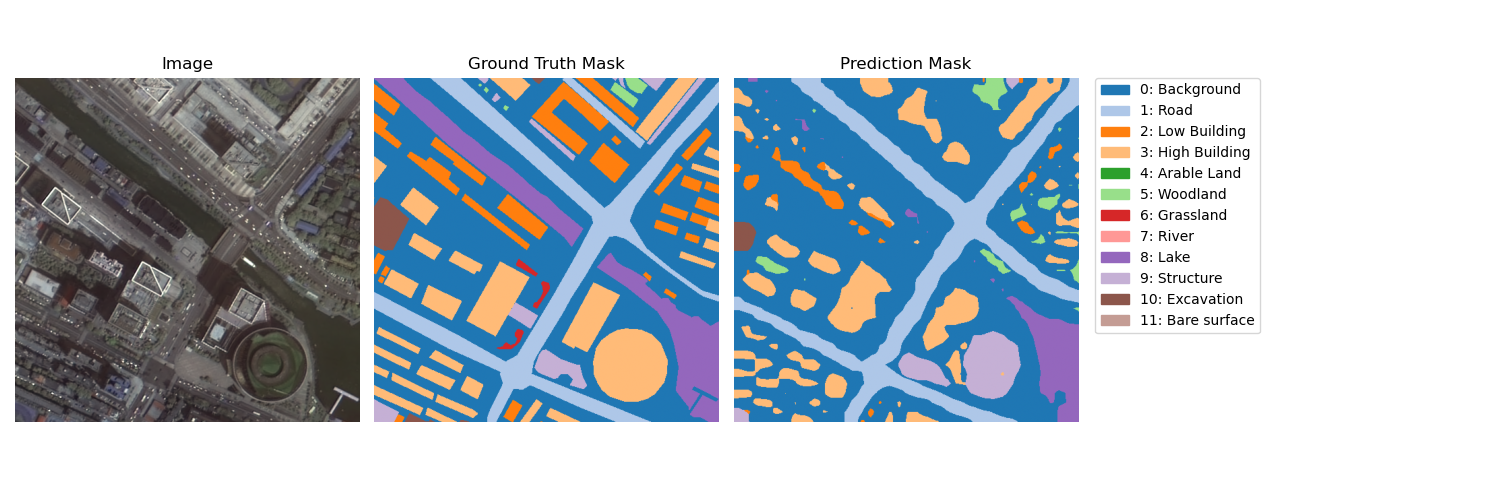 Image
Ground Truth Mask
Prediction Mask
0: Background
1: Road
2: Low Building
3: High Building
4: Arable Land
5: Woodland
6: Grassland
7: River
8: Lake
9: Structure
10: Excavation
11: Bare surface